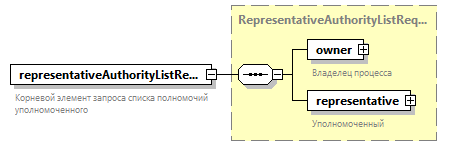 RepresentativeAuthorityListReq...
owner
Владелец процесса
representativeAuthorityListRe...
Корневой элемент запроса списка полномочий
уполномоченного
representative
Уполномоченный